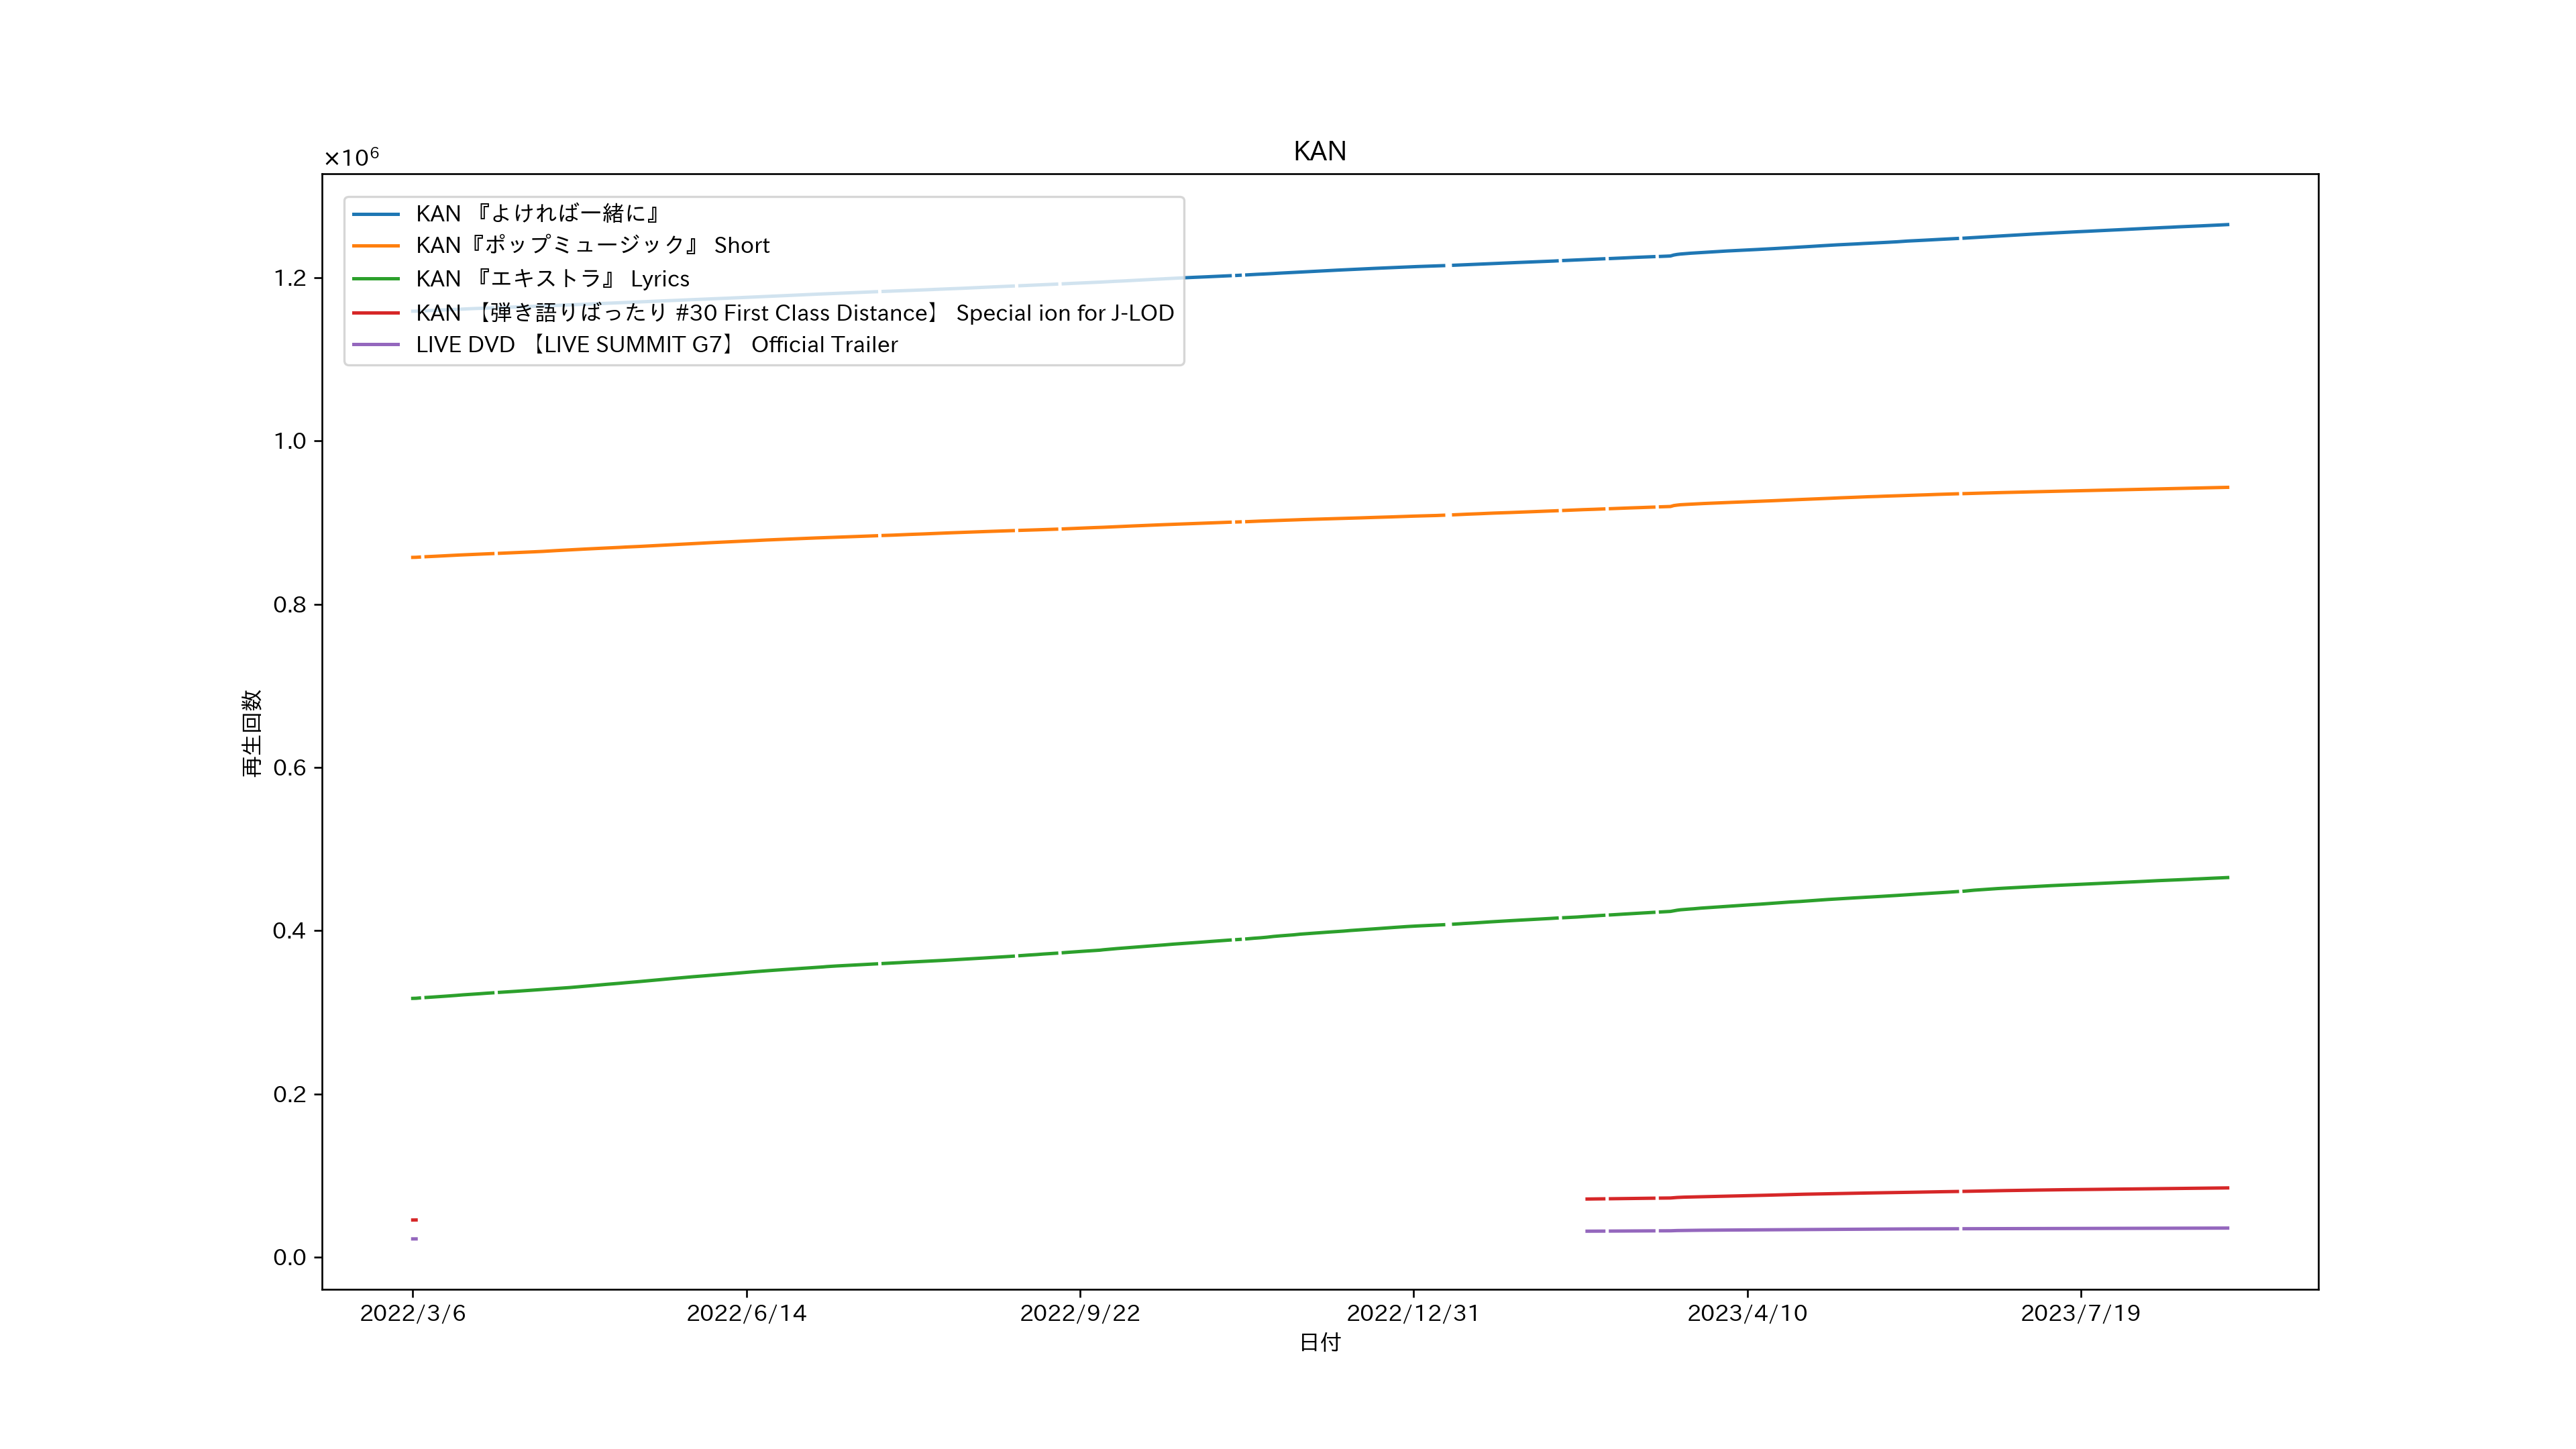 KAN
×10⁶
KAN 『よければ一緒に』
KAN『ポップミュージック』 Short
KAN 『エキストラ』 Lyrics
KAN 【弾き語りばったり #30 First Class Distance】 Special ion for J-LOD
LIVE DVD 【LIVE SUMMIT G7】 Official Trailer
1.2
1.0
0.8
0.6
0.4
0.2
0.0
再生回数
2022/3/6
2022/6/14
2022/9/22
2022/12/31
2023/4/10
2023/7/19
日付